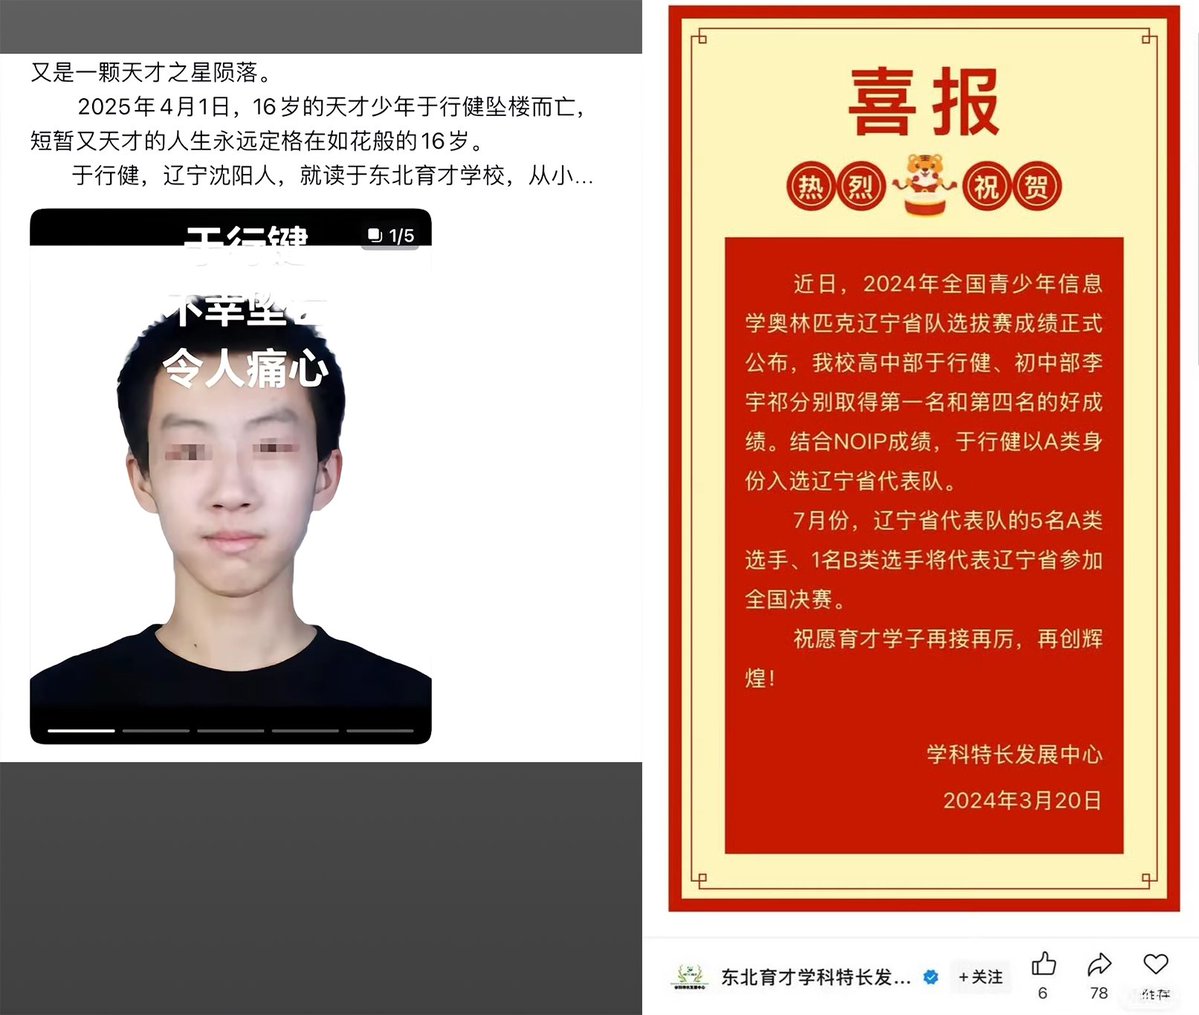 又是一颗天才之星陨落。
2025年4月1日，16岁的天才少年于行健坠楼而亡，
短暂又天才的人生永远定格在如花般的16岁。
于行健，辽宁沈阳人，就读于东北育才学校，从小...
1/5
于行键
不幸坠
令人痛心
喜报
热烈祝贺
近日，2024年全国青少年信息
学奥林匹克辽宁省队选拔赛成绩正式
公布，我校高中部于行健、初中部李
宇祁分别取得第一名和第四名的好成
绩。结合NOIP成绩，于行健以A类身
份入选辽宁省代表队。
7月份，辽宁省代表队的5名A类
选手、1名B类选手将代表辽宁省参加
全国决赛。
祝愿育才学子再接再厉，再创辉
煌！
学科特长发展中心
2024年3月20日
东北育才学科特长发...
+关注
6
78